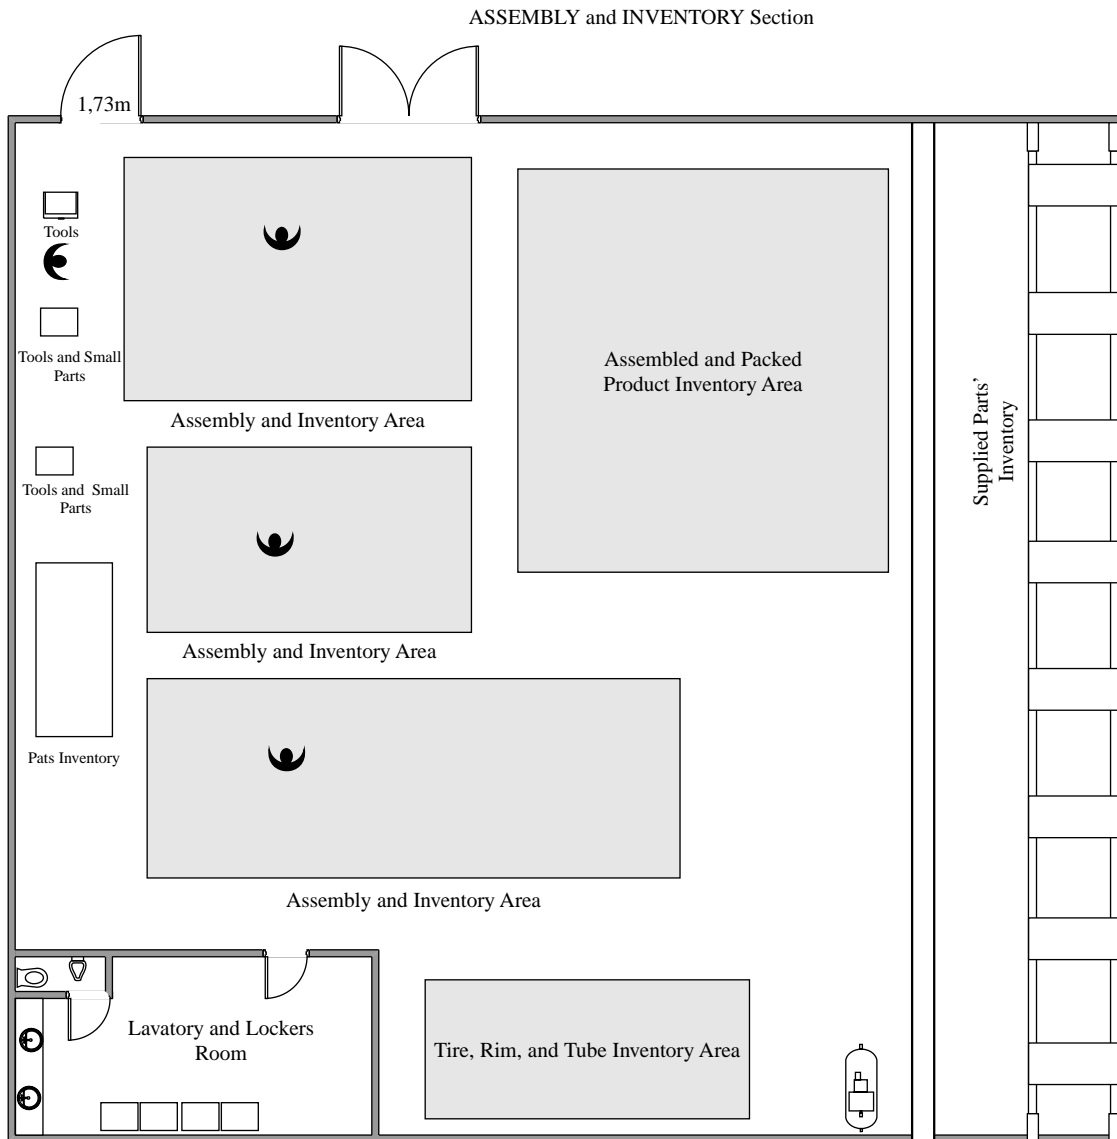 ASSEMBLY and INVENTORY Section
1,73m
Tools
Tools and Small
Parts
Assembly and Inventory Area
Assembled and Packed
Product Inventory Area
Supplied Parts’
Inventory
Tools and  Small
Parts
Assembly and Inventory Area
Pats Inventory
Assembly and Inventory Area
Lavatory and Lockers
Room
Tire, Rim, and Tube Inventory Area